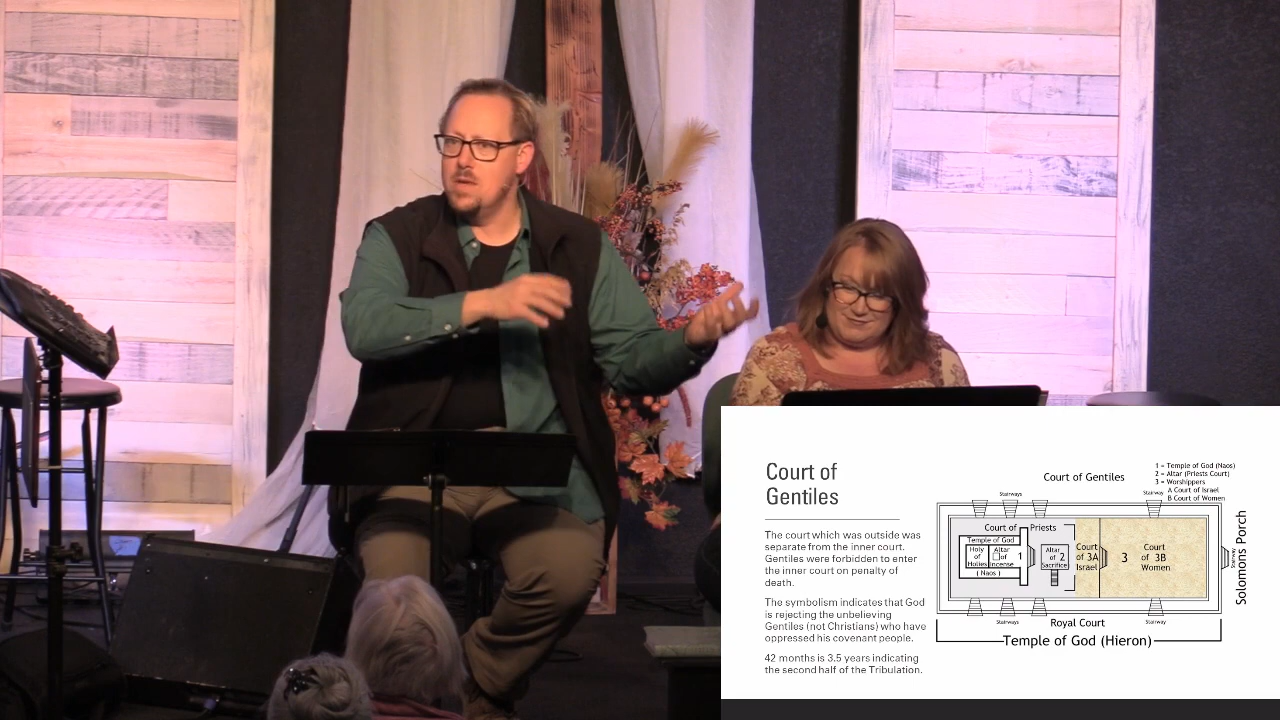 Court of
Gentiles
The court which was outside was
separate from the inner court.
Gentiles were forbidden to enter
the inner court on penalty of
death.
The symbolism indicates that God
is rejecting the unbelieving
Gentiles (not Christians) who have
oppressed his covenant people.
42 months is 3.5 years indicating
the second half of the Tribulation.
Court of Gentiles
1 = Temple of God (Naos)
2 = Altar (Priests Court)
3 = Worshippers
A Court of Israel
B Court of Women
Stairways
Stairway
Court of Priests
Temple of God
Holy
of
Holies
Altar
of
Incense
1
( Naos )
Altar
of 2
Sacrifice
Court
of 3A
Israel
3
Court
of 3B
Women
Stairway
Solomons Porch
Stairways
Stairways
Stairway
Royal Court
Temple of God (Hieron)